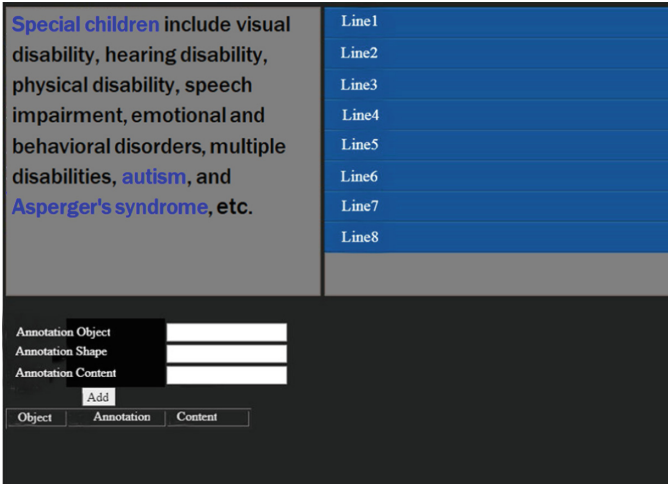 Special children include visual
disability, hearing disability,
physical disability, speech
impairment, emotional and
behavioral disorders, multiple
disabilities, autism, and
Asperger's syndrome, etc.
Line1
Line2
Line3
Line4
Line5
Line6
Line7
Line8
Annotation Object
Annotation Shape
Annotation Content
Add
Object Annotation Content